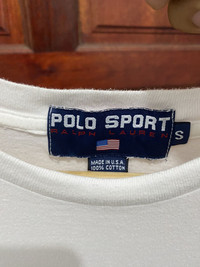 POLO SPORT
RALPH LAUREN S
MADE IN U.S.A.
100% COTTON